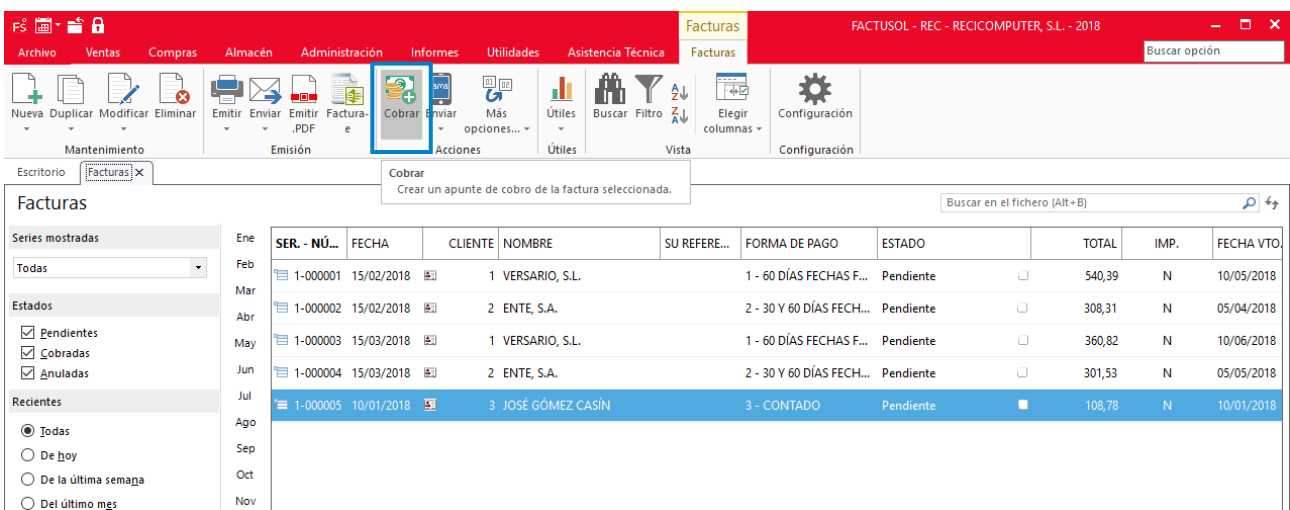 FS
Facturas
FACTUSOL - REC - RECICOMPUTER, S.L. - 2018
Archivo Ventas Compras Almacén Administración Informes Utilidades Asistencia Técnica Facturas
Buscar opción
Nueva Duplicar Modificar Eliminar
Mantenimiento
Emitir Enviar Emitir .PDF Factura-e
Emisión
Cobrar Enviar Más opciones...
Acciones
Útiles
Útiles
Buscar Filtro Elegir columnas
Vista
Configuración
Configuración
Escritorio Facturas
Cobrar
Crear un apunte de cobro de la factura seleccionada.
Facturas
Buscar en el fichero (Alt+B)
Series mostradas
Todas
Estados
Pendientes
Cobradas
Anuladas
Recientes
Todas
De hoy
De la última semana
Del último mes
Ene
Feb
Mar
Abr
May
Jun
Jul
Ago
Sep
Oct
Nov
SER. - NÚ... FECHA CLIENTE NOMBRE SU REFERE... FORMA DE PAGO ESTADO TOTAL IMP. FECHA VTO.
1-000001 15/02/2018 1 VERSARIO, S.L. 1 - 60 DÍAS FECHAS F... Pendiente 540,39 N 10/05/2018
1-000002 15/02/2018 2 ENTE, S.A. 2 - 30 Y 60 DÍAS FECH... Pendiente 308,31 N 05/04/2018
1-000003 15/03/2018 1 VERSARIO, S.L. 1 - 60 DÍAS FECHAS F... Pendiente 360,82 N 10/06/2018
1-000004 15/03/2018 2 ENTE, S.A. 2 - 30 Y 60 DÍAS FECH... Pendiente 301,53 N 05/05/2018
1-000005 10/01/2018 3 JOSÉ GÓMEZ CASÍN 3 - CONTADO Pendiente 108,78 N 10/01/2018